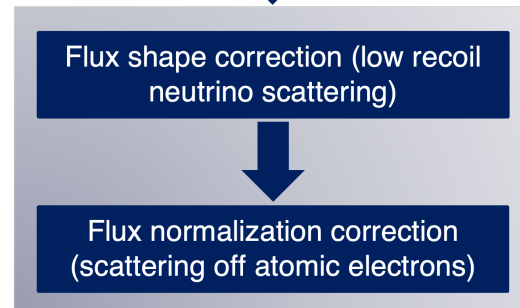 Flux shape correction (low recoil
neutrino scattering)
Flux normalization correction
(scattering off atomic electrons)